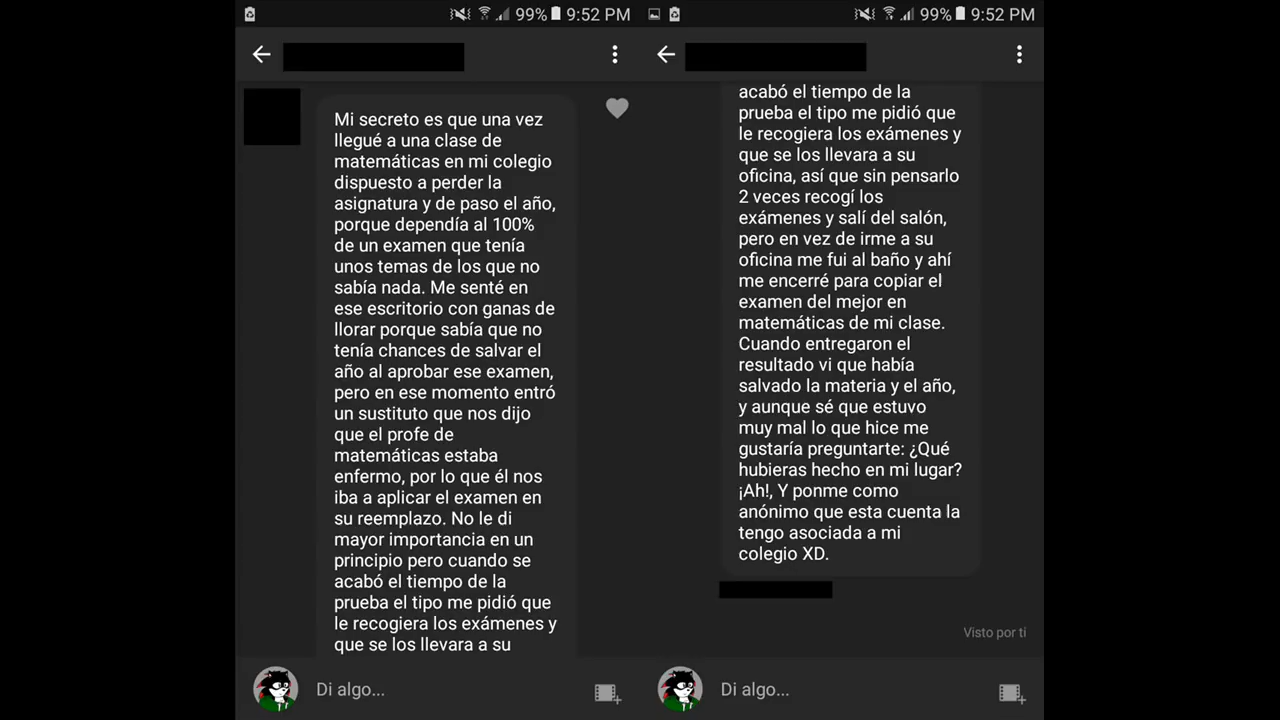 99% 9:52 PM
Mi secreto es que una vez
llegué a una clase de
matemáticas en mi colegio
dispuesto a perder la
asignatura y de paso el año,
porque dependía al 100%
de un examen que tenía
unos temas de los que no
sabía nada. Me senté en
ese escritorio con ganas de
llorar porque sabía que no
tenía chances de salvar el
año al aprobar ese examen,
pero en ese momento entró
un sustituto que nos dijo
que el profe de
matemáticas estaba
enfermo, por lo que él nos
iba a aplicar el examen en
su reemplazo. No le di
mayor importancia en un
principio pero cuando se
acabó el tiempo de la
prueba el tipo me pidió que
le recogiera los exámenes y
que se los llevara a su
Di algo...
99% 9:52 PM
acabó el tiempo de la
prueba el tipo me pidió que
le recogiera los exámenes y
que se los llevara a su
oficina, así que sin pensarlo
2 veces recogí los
exámenes y salí del salón,
pero en vez de irme a su
oficina me fui al baño y ahí
me encerré para copiar el
examen del mejor en
matemáticas de mi clase.
Cuando entregaron el
resultado vi que había
salvado la materia y el año,
y aunque sé que estuvo
muy mal lo que hice me
gustaría preguntarte: ¿Qué
hubieras hecho en mi lugar?
¡Ah!, Y ponme como
anónimo que esta cuenta la
tengo asociada a mi
colegio XD.
Visto por tí
Di algo...